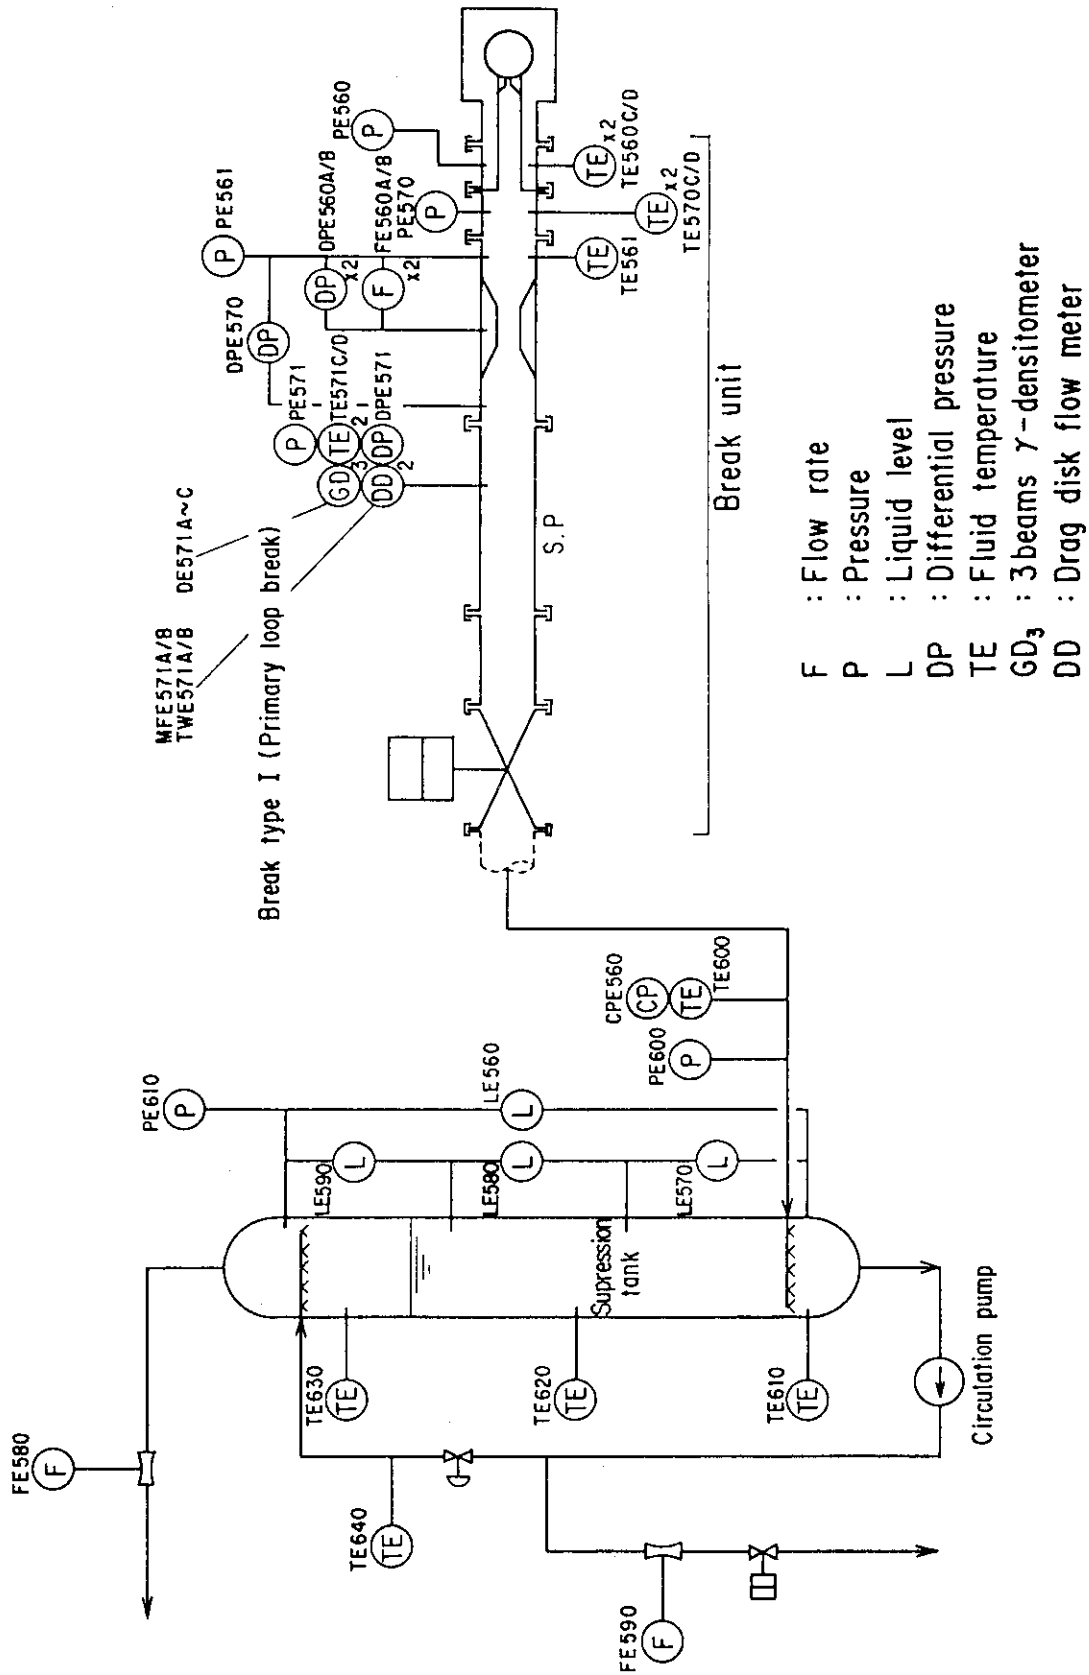 FE580
F
TE640
TE
FE590
F
PE610
P
TE630
TE
TE620
TE
TE610
TE
LE590
L
LE580
L
LE570
L
LE560
L
Supression
tank
Circulation pump
PE600
P
CPE560
CP
TE
TE600
MFE571A/B
TWE571A/B
DE571A~C
Break type I (Primary loop break)
DPE570
DP
PE561
P
PE571
P
TE571C/D
GD
3
TE
2
DPE571
DD
2
DP
DPE560A/B
DP
x2
FE560A/B
F
x2
PE570
P
PE560
P
TE
x2
TE560C/D
TE
x2
TE570C/D
TE
TE561
S.P
Break unit
F : Flow rate
P : Pressure
L : Liquid level
DP : Differential pressure
TE : Fluid temperature
GD₃ : 3beams γ-densitometer
DD : Drag disk flow meter